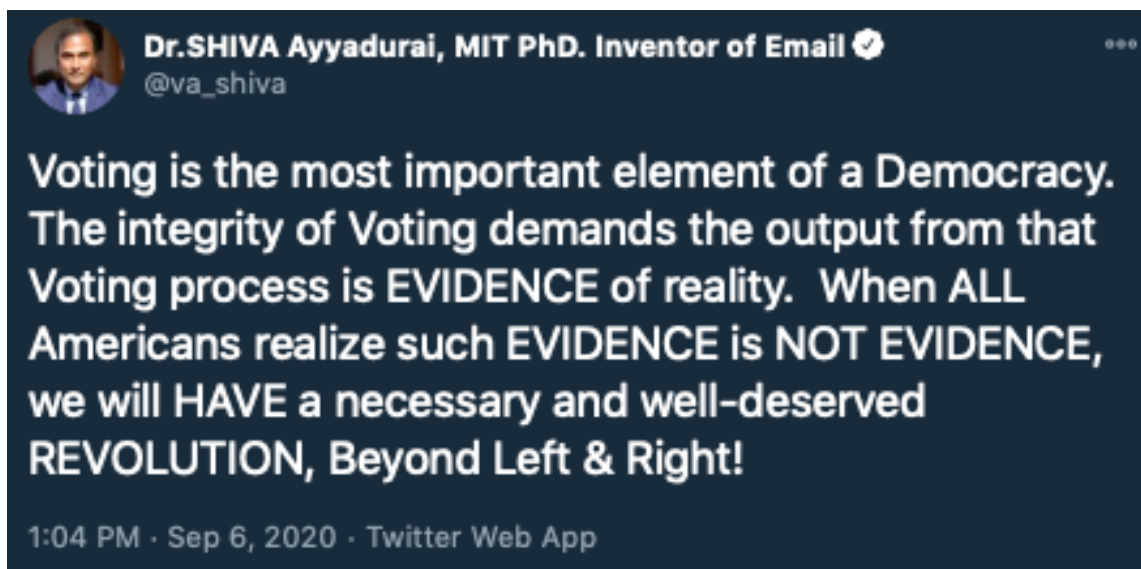 Dr.SHIVA Ayyadurai, MIT PhD. Inventor of Email
@va_shiva
Voting is the most important element of a Democracy.
The integrity of Voting demands the output from that
Voting process is EVIDENCE of reality.  When ALL
Americans realize such EVIDENCE is NOT EVIDENCE,
we will HAVE a necessary and well-deserved
REVOLUTION, Beyond Left & Right!
1:04 PM · Sep 6, 2020 · Twitter Web App